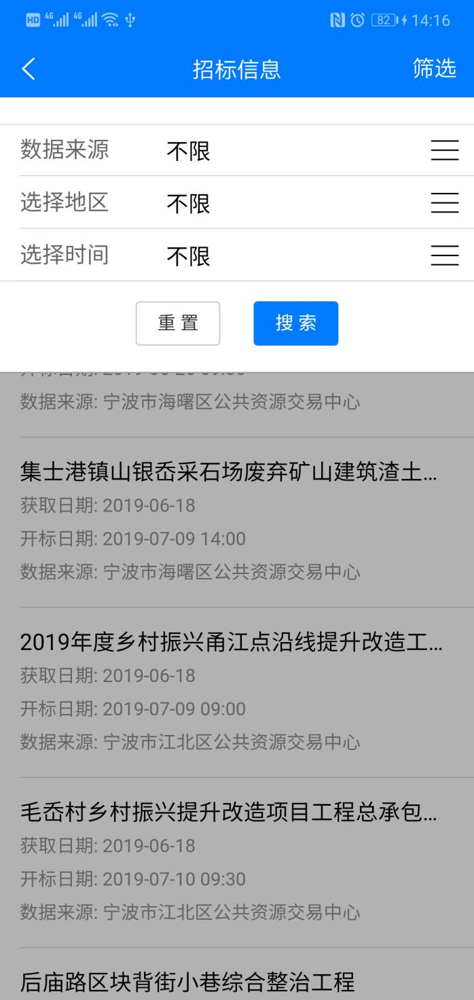 HD 4G 4G 82 14:16
招标信息 筛选
数据来源 不限
选择地区 不限
选择时间 不限
重置 搜索
数据来源: 宁波市海曙区公共资源交易中心
集士港镇山银岙采石场废弃矿山建筑渣土...
获取日期: 2019-06-18
开标日期: 2019-07-09 14:00
数据来源: 宁波市海曙区公共资源交易中心
2019年度乡村振兴甬江点沿线提升改造工...
获取日期: 2019-06-18
开标日期: 2019-07-09 09:00
数据来源: 宁波市江北区公共资源交易中心
毛岙村乡村振兴提升改造项目工程总承包...
获取日期: 2019-06-18
开标日期: 2019-07-10 09:30
数据来源: 宁波市江北区公共资源交易中心
后庙路区块背街小巷综合整治工程